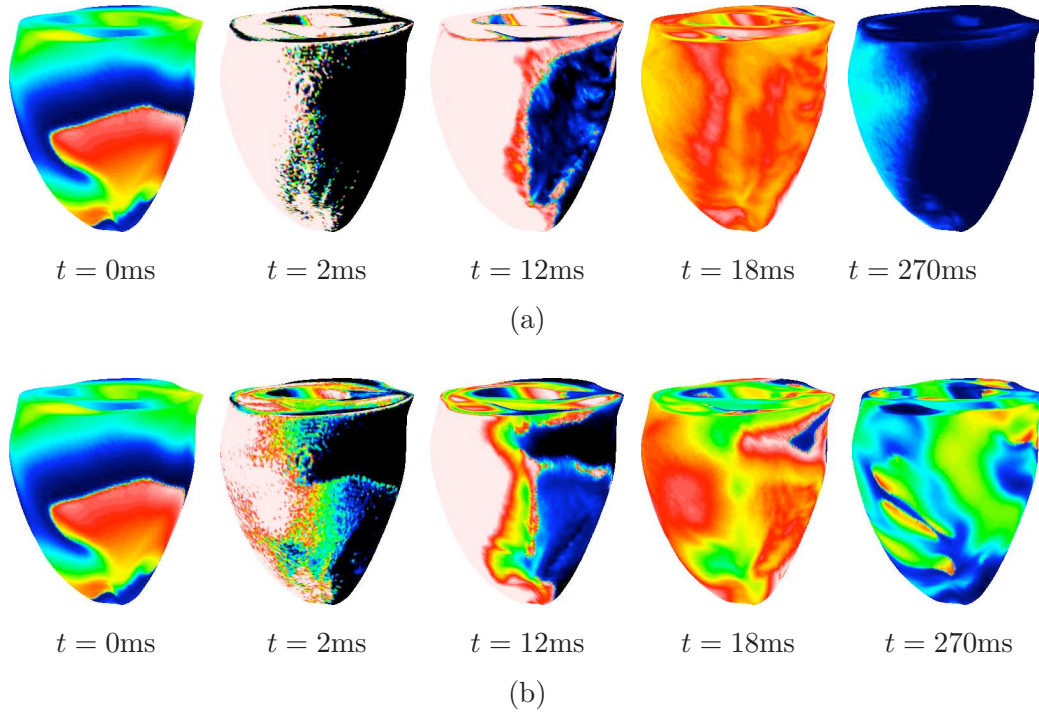 t = 0ms t = 2ms t = 12ms t = 18ms t = 270ms
(a)
t = 0ms t = 2ms t = 12ms t = 18ms t = 270ms
(b)